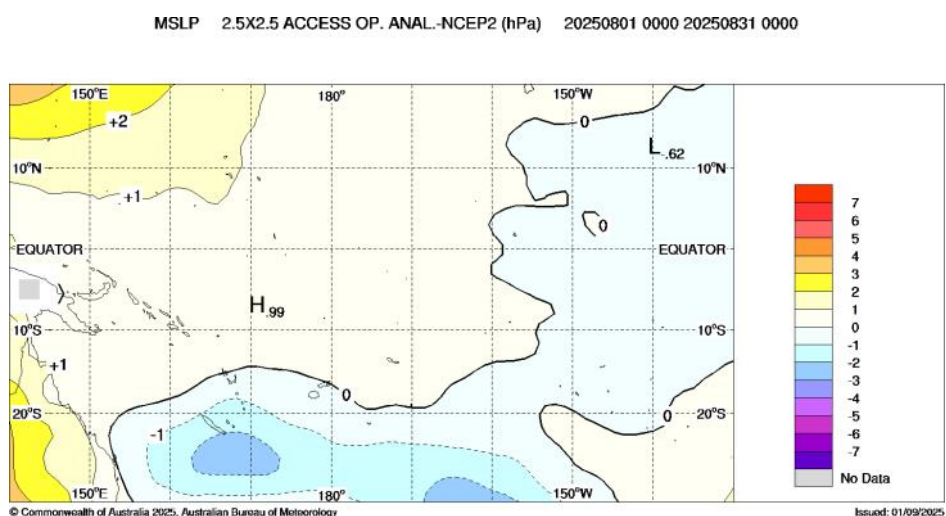 MSLP 2.5X2.5 ACCESS OP. ANAL.-NCEP2 (hPa) 20250801 0000 20250831 0000
150°E 180° 150°W
+2 0
L-.62
10°N 10°N
+1
0
EQUATOR EQUATOR
H.99
10°S 10°S
+1
0 0
20°S 20°S
-1
150°E 180° 150°W
7
6
5
4
3
2
1
0
-1
-2
-3
-4
-5
-6
-7
No Data
© Commonwealth of Australia 2025, Australian Bureau of Meteorology Issued: 01/09/2025